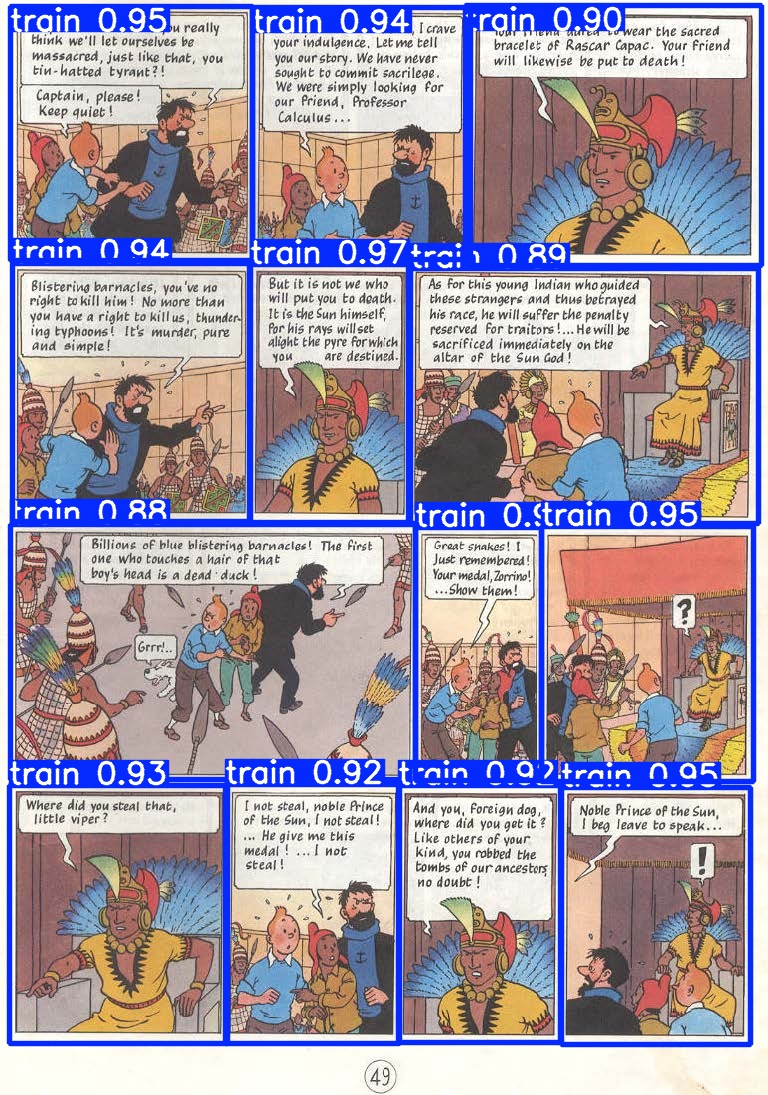 train 0.95
really
think we'll let ourselves be
massacred, just like that, you
tin-hatted tyrant?!
Captain, please!
Keep quiet!
train 0.94
I crave
your indulgence. Let me tell
you our story. We have never
sought to commit sacrilege.
We were simply looking for
our friend, Professor
Calculus...
train 0.90
Your friend dared to wear the sacred
bracelet of Rascar Capac. Your friend
will likewise be put to death!
train 0.94
Blistering barnacles, you've no
right to kill him! No more than
you have a right to kill us, thunder-
ing typhoons! It's murder, pure
and simple!
train 0.97
But it is not we who
will put you to death.
It is the Sun himself,
for his rays will set
alight the pyre for which
you are destined.
train 0.89
As for this young Indian who guided
these strangers and thus betrayed
his race, he will suffer the penalty
reserved for traitors!... He will be
sacrificed immediately on the
altar of the Sun God!
train 0.88
Billions of blue blistering barnacles! The first
one who touches a hair of that
boy's head is a dead duck!
Grrr!..
train
Great snakes! I
Just remembered!
Your medal, Zorrino!
...Show them!
train 0.95
?
train 0.93
Where did you steal that,
little viper?
train 0.92
I not steal, noble Prince
of the Sun, I not steal!
... He give me this
medal! ... I not
steal!
train 0.92
And you, foreign dog,
where did you get it?
Like others of your
kind, you robbed the
tombs of our ancestors
no doubt!
train 0.95
Noble Prince of the Sun,
I beg leave to speak...
!
49